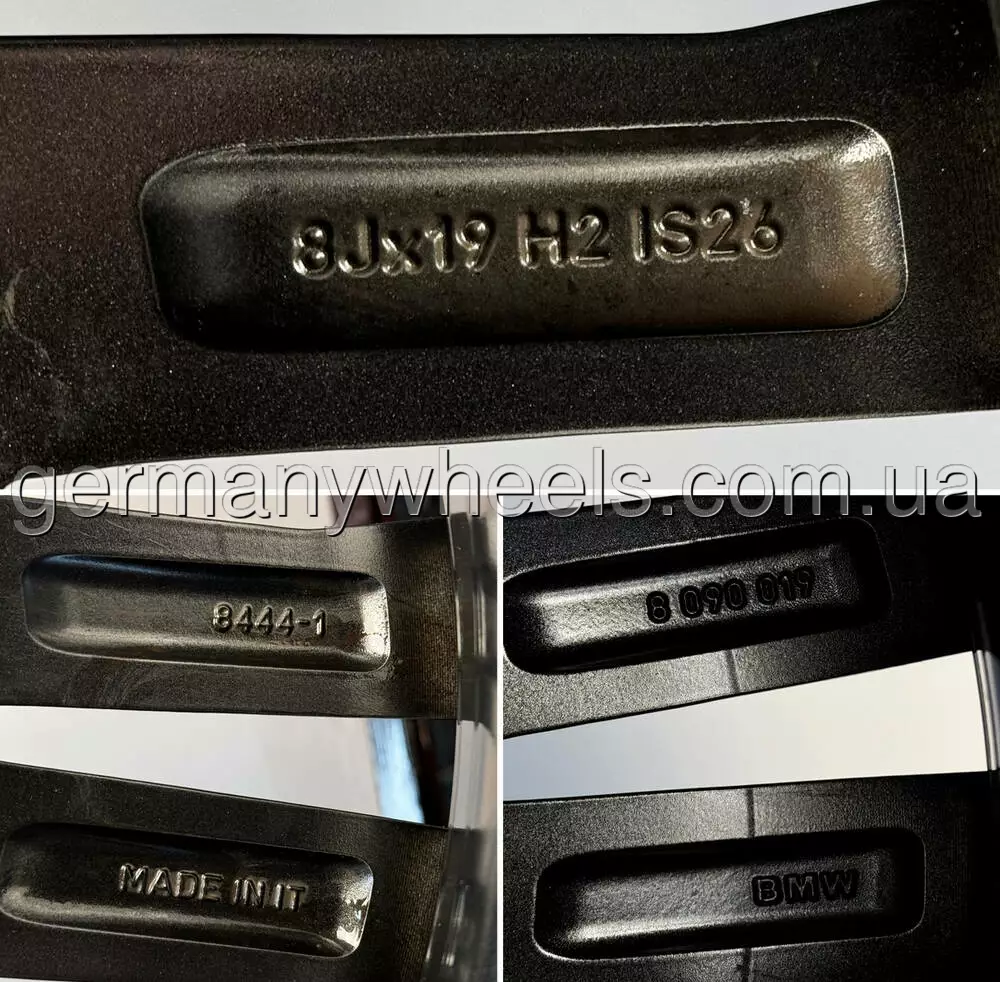 8Jx19 H2 IS26
germanywheels.com.ua
8444-1
8 090 019
MADE IN IT
BMW